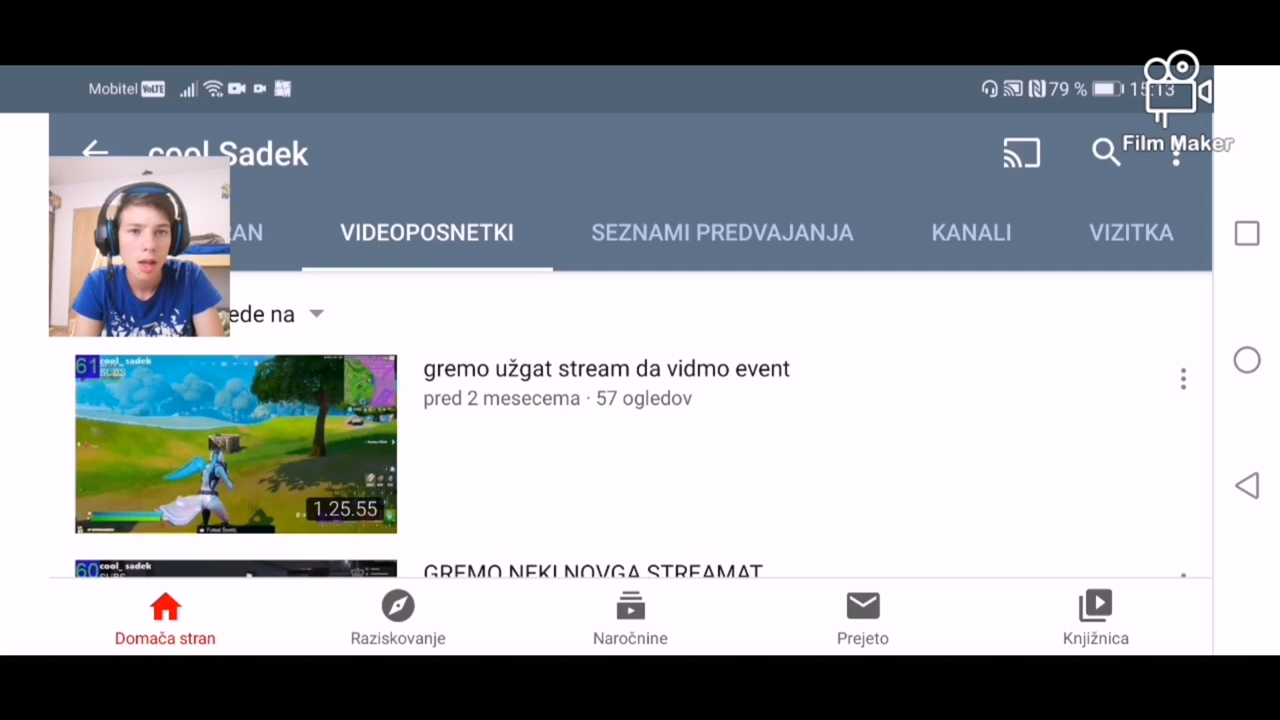 Mobitel VoLTE
79 % 15:13
Film Maker
cool Sadek
AN VIDEOPOSNETKI SEZNAMI PREDVAJANJA KANALI VIZITKA
ede na
61 cool_sadek
SUBS
1.25.55
gremo užgat stream da vidmo event
pred 2 mesecema · 57 ogledov
60 cool_sadek
SUBS
GREMO NEKI NOVGA STREAMAT
Domača stran Raziskovanje Naročnine Prejeto Knjižnica